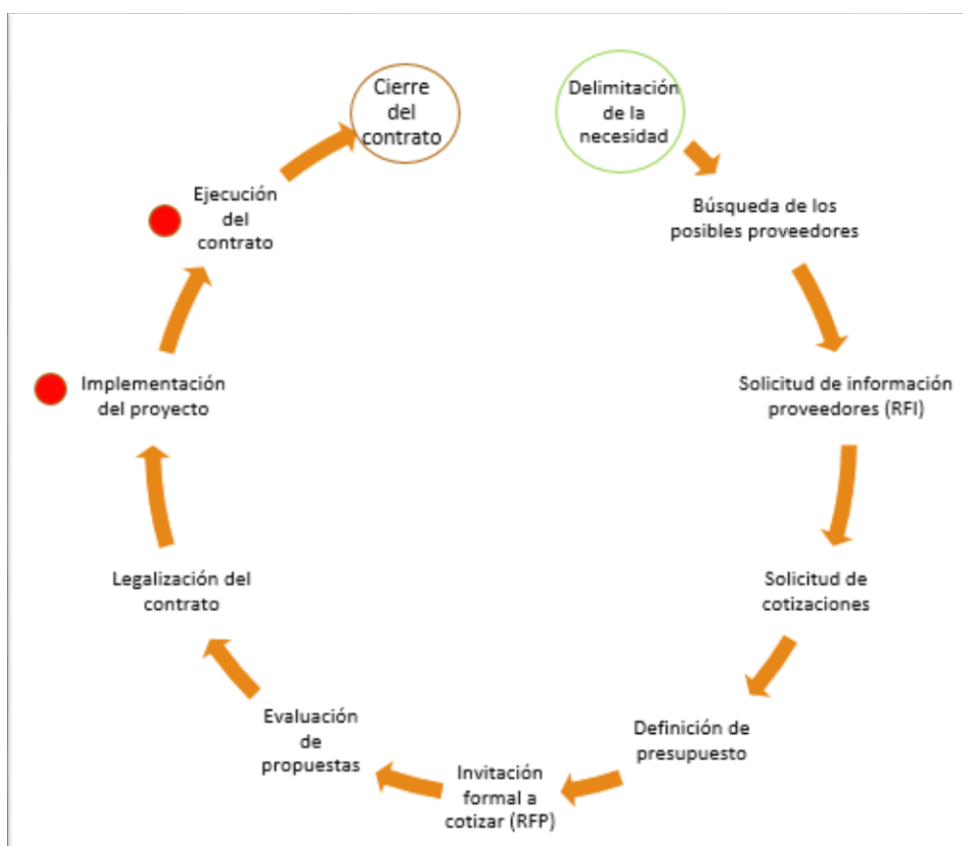 Delimitación
de la
necesidad
Búsqueda de los
posibles proveedores
Solicitud de información
proveedores (RFI)
Solicitud de
cotizaciones
Definición de
presupuesto
Invitación
formal a
cotizar (RFP)
Evaluación
de
propuestas
Legalización del
contrato
Implementación
del proyecto
Ejecución
del
contrato
Cierre
del
contrato